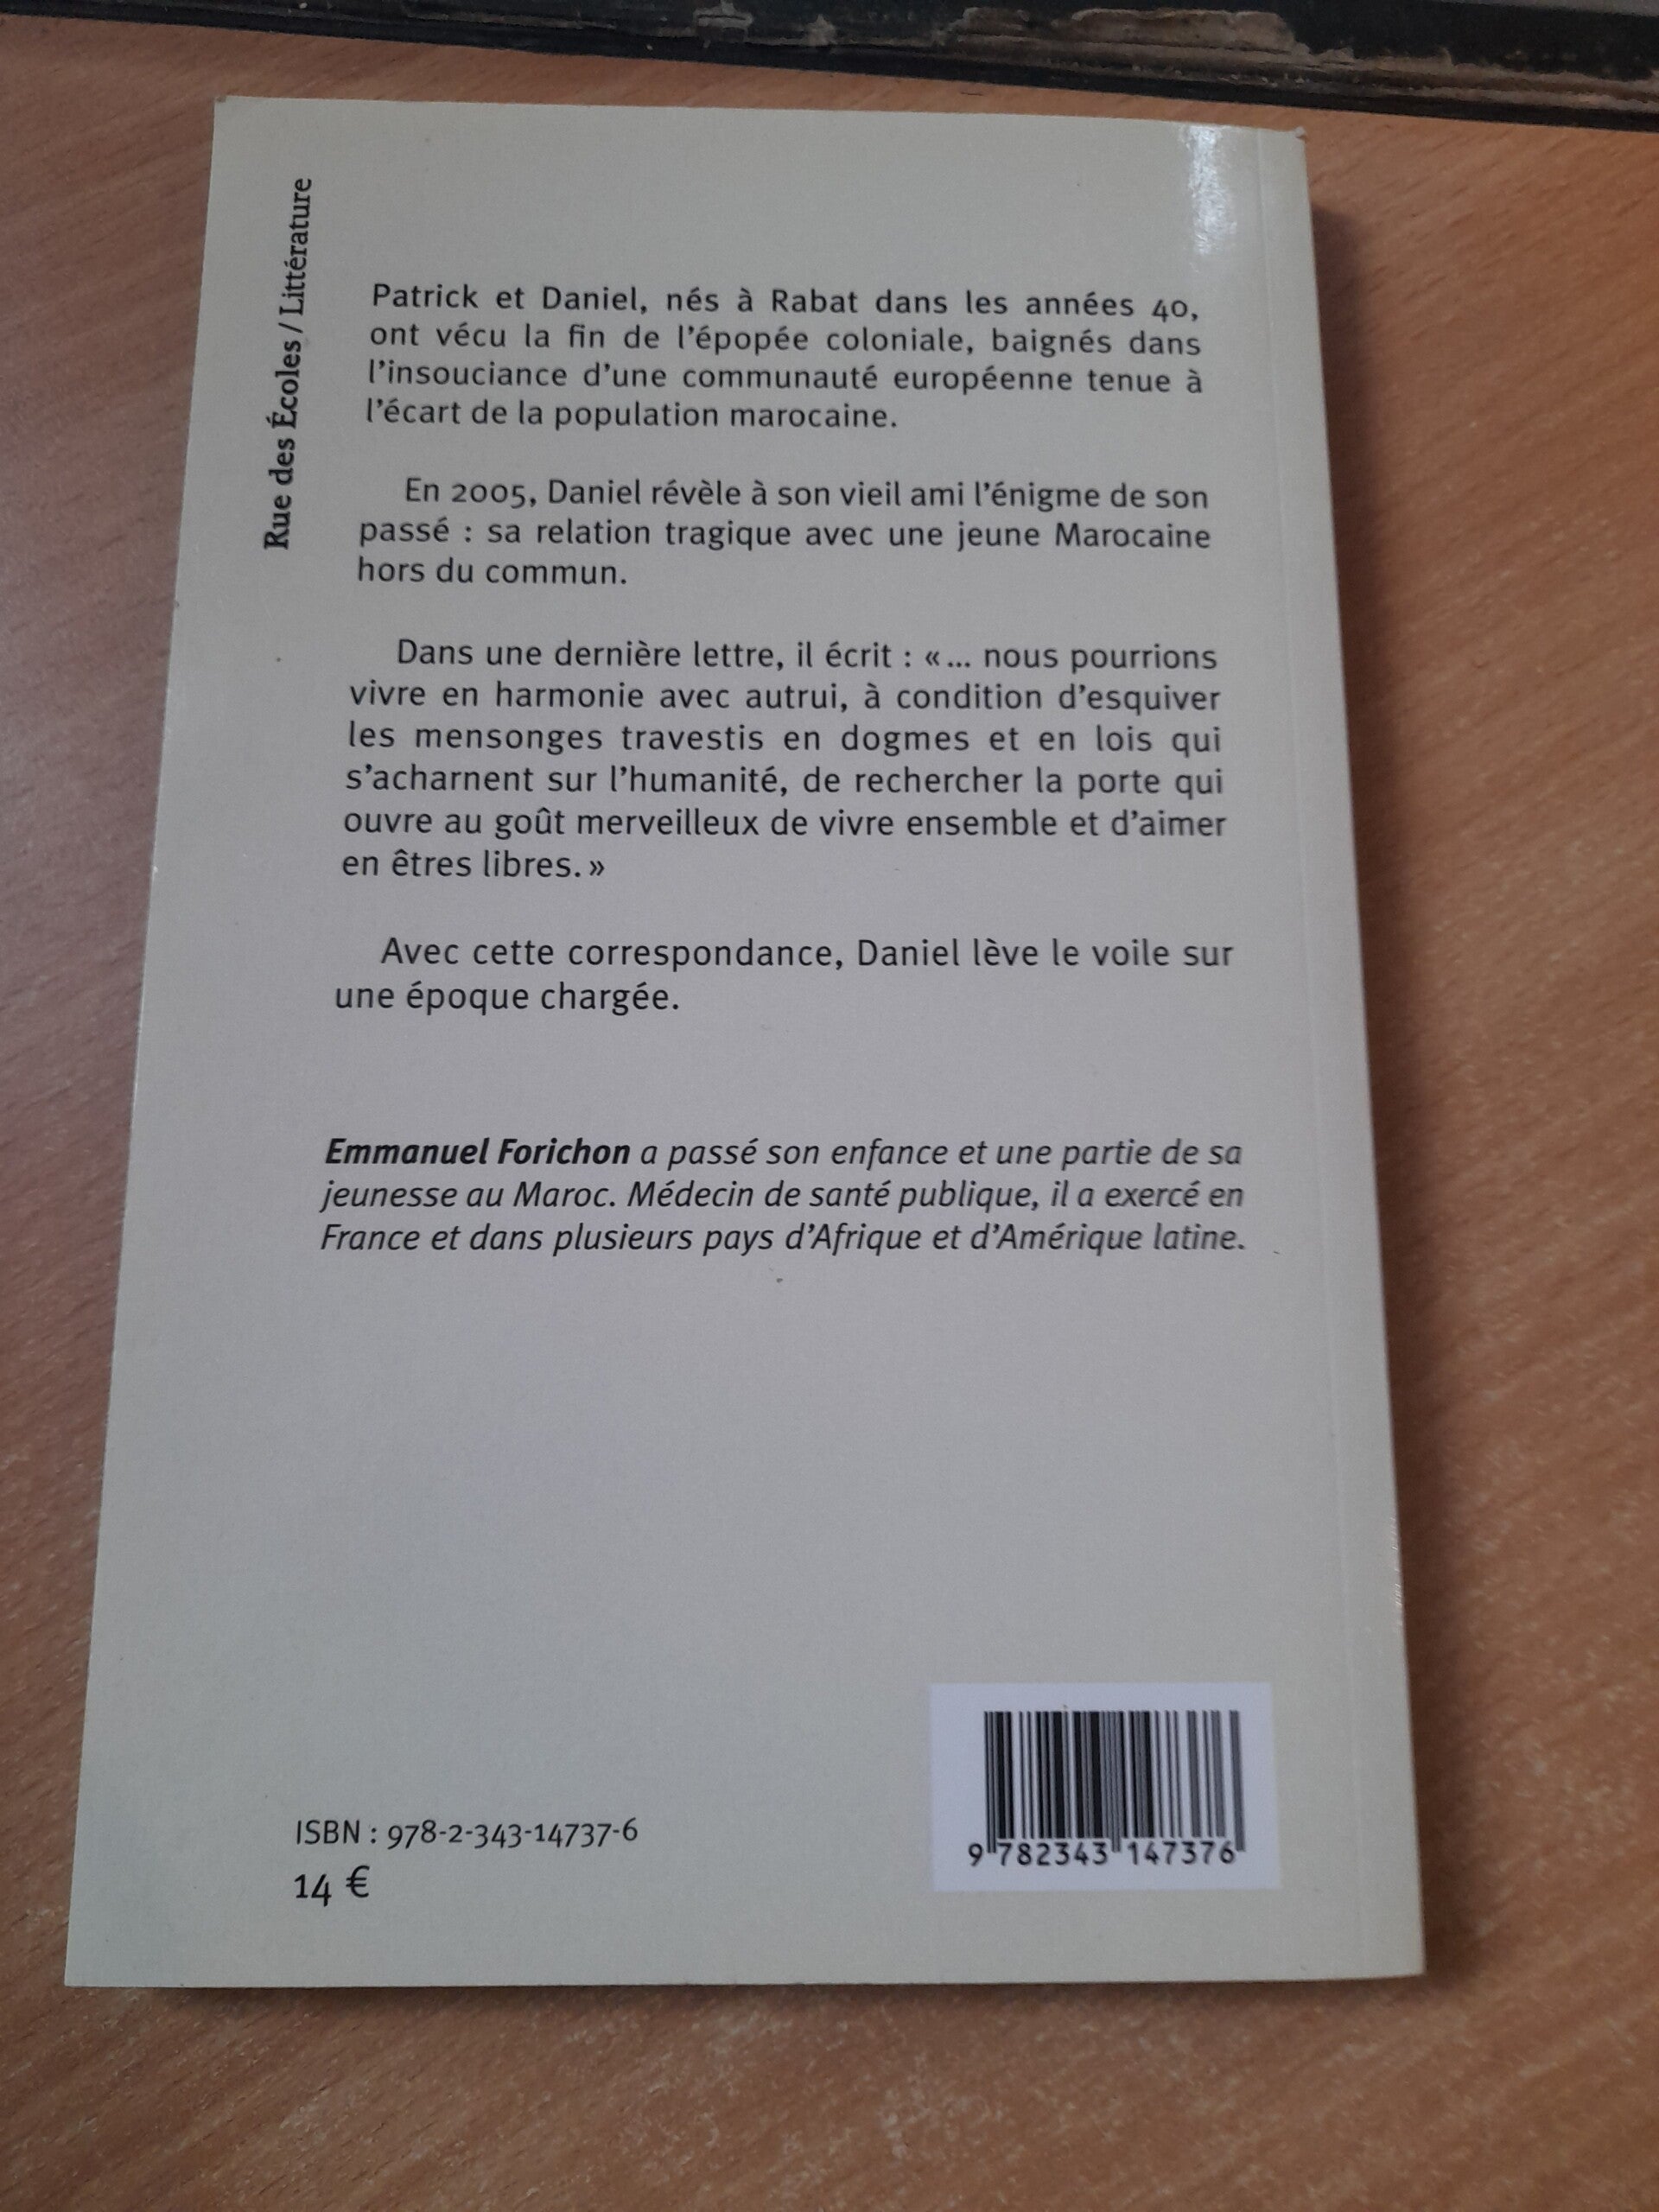 Rue des Écoles / Littérature
Patrick et Daniel, nés à Rabat dans les années 40,
ont vécu la fin de l'épopée coloniale, baignés dans
l'insouciance d'une communauté européenne tenue à
l'écart de la population marocaine.
En 2005, Daniel révèle à son vieil ami l'énigme de son
passé : sa relation tragique avec une jeune Marocaine
hors du commun.
Dans une dernière lettre, il écrit : «... nous pourrions
vivre en harmonie avec autrui, à condition d'esquiver
les mensonges travestis en dogmes et en lois qui
s'acharnent sur l'humanité, de rechercher la porte qui
ouvre au goût merveilleux de vivre ensemble et d'aimer
en êtres libres. »
Avec cette correspondance, Daniel lève le voile sur
une époque chargée.
Emmanuel Forichon a passé son enfance et une partie de sa
jeunesse au Maroc. Médecin de santé publique, il a exercé en
France et dans plusieurs pays d'Afrique et d'Amérique latine.
ISBN : 978-2-343-14737-6
14 €
9 782343 147376